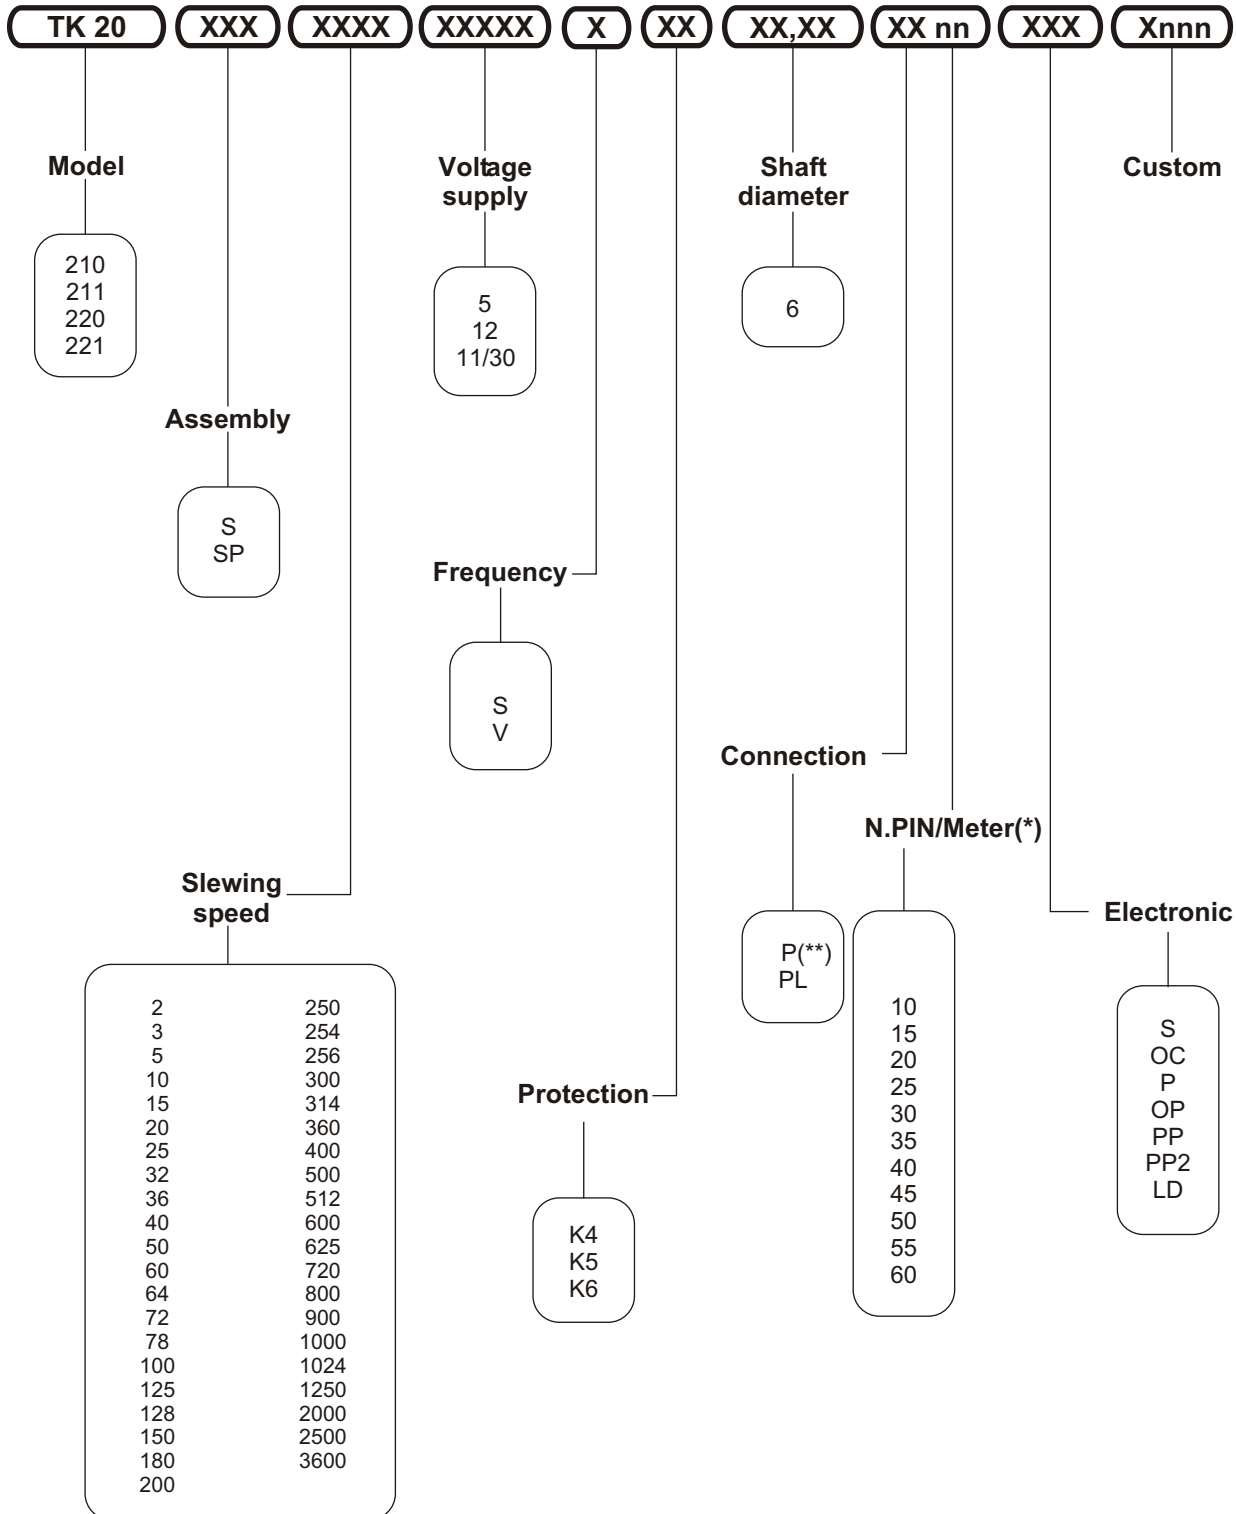 TK 20 XXX XXXX XXXXX X XX XX,XX XX nn XXX Xnnn
Model
210
211
220
221
Assembly
S
SP
Voltage
supply
5
12
11/30
Shaft
diameter
6
Custom
Frequency
S
V
Connection
P(**)
PL
N.PIN/Meter(*)
10
15
20
25
30
35
40
45
50
55
60
Slewing
speed
2 250
3 254
5 256
10 300
15 314
20 360
25 400
32 500
36 512
40 600
50 625
60 720
64 800
72 900
78 1000
100 1024
125 1250
128 2000
150 2500
180 3600
200
Protection
K4
K5
K6
Electronic
S
OC
P
OP
PP
PP2
LD